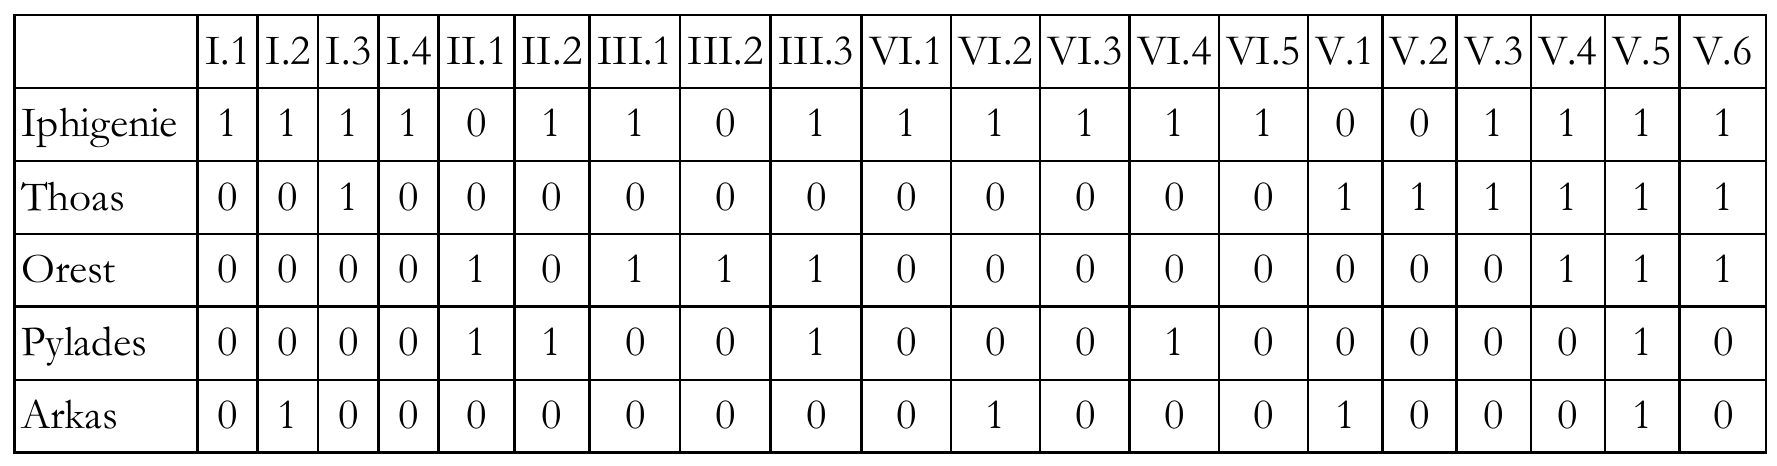 I.1 I.2 I.3 I.4 II.1 II.2 III.1 III.2 III.3 VI.1 VI.2 VI.3 VI.4 VI.5 V.1 V.2 V.3 V.4 V.5 V.6
Iphigenie 1 1 1 1 0 1 1 0 1 1 1 1 1 1 0 0 1 1 1 1
Thoas 0 0 1 0 0 0 0 0 0 0 0 0 0 0 1 1 1 1 1 1
Orest 0 0 0 0 1 0 1 1 1 0 0 0 0 0 0 0 0 1 1 1
Pylades 0 0 0 0 1 1 0 0 1 0 0 0 1 0 0 0 0 0 1 0
Arkas 0 1 0 0 0 0 0 0 0 0 1 0 0 0 1 0 0 0 1 0